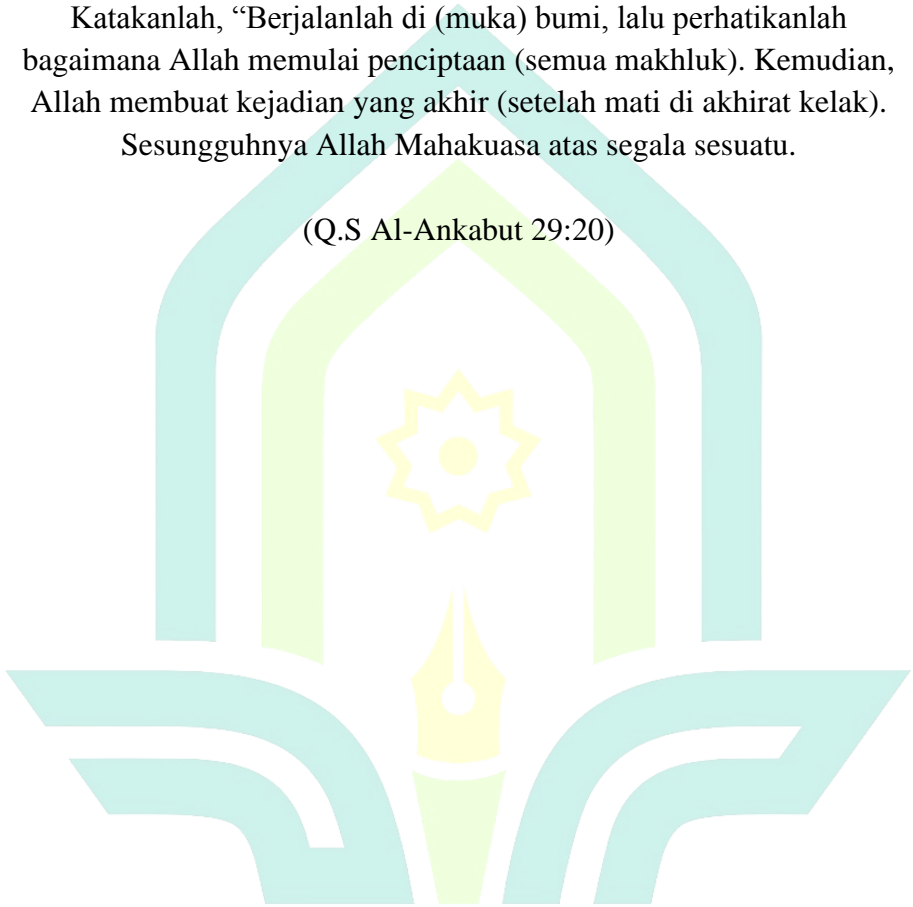 Katakanlah, “Berjalanlah di (muka) bumi, lalu perhatikanlah
bagaimana Allah memulai penciptaan (semua makhluk). Kemudian,
Allah membuat kejadian yang akhir (setelah mati di akhirat kelak).
Sesungguhnya Allah Mahakuasa atas segala sesuatu.
(Q.S Al-Ankabut 29:20)